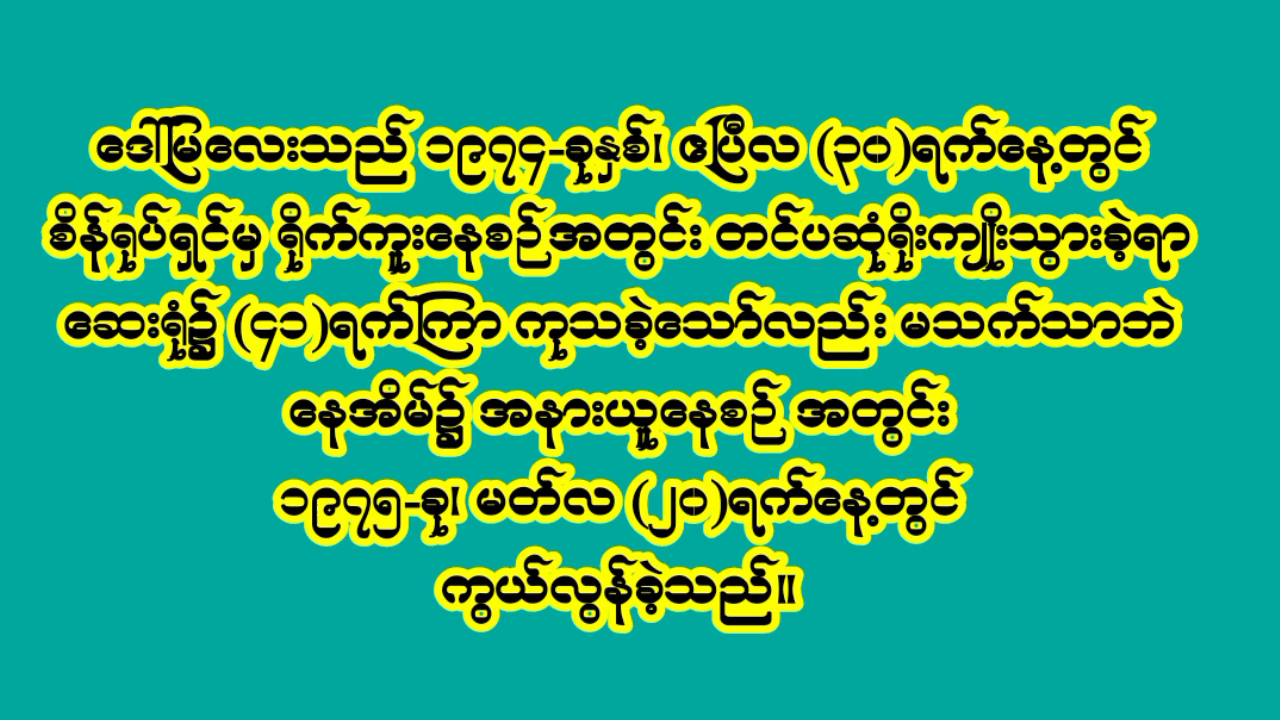 ဒေါ်မြလေးသည် ၁၉၇၄-ခုနှစ်၊ ဧပြီလ (၃၀)ရက်နေ့တွင်
စိန်ရုပ်ရှင်မှ ရိုက်ကူးနေစဉ်အတွင်း တင်ပဆုံရိုးကျိုးသွားခဲ့ရာ
ဆေးရုံ၌ (၄၁)ရက်ကြာ ကုသခဲ့သော်လည်း မသက်သာဘဲ
နေအိမ်၌ အနားယူနေစဉ် အတွင်း
၁၉၇၅-ခု၊ မတ်လ (၂၀)ရက်နေ့တွင်
ကွယ်လွန်ခဲ့သည်။